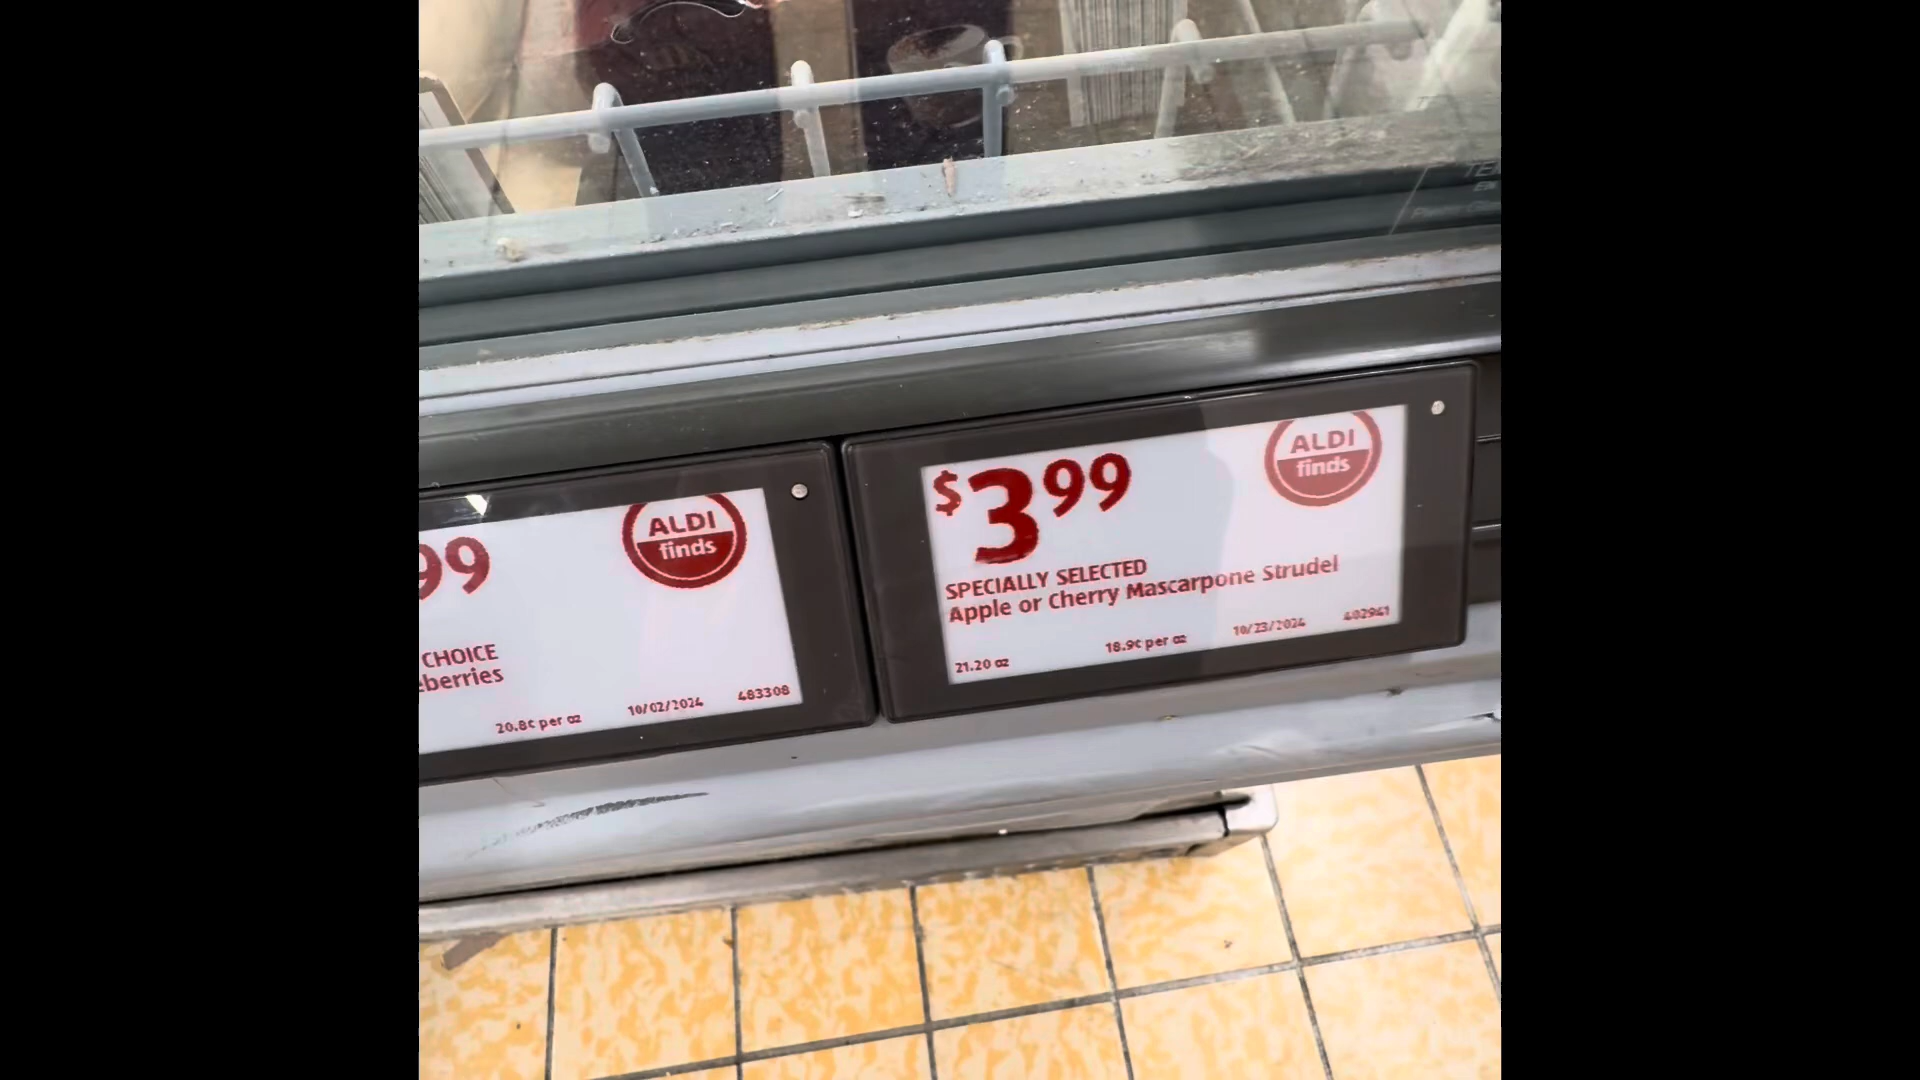 99
ALDI
finds
CHOICE
eberries
20.8¢ per oz 10/02/2024 483308
$3 99
ALDI
finds
SPECIALLY SELECTED
Apple or Cherry Mascarpone Strudel
21.20 oz 18.9¢ per oz 10/23/2024 402941